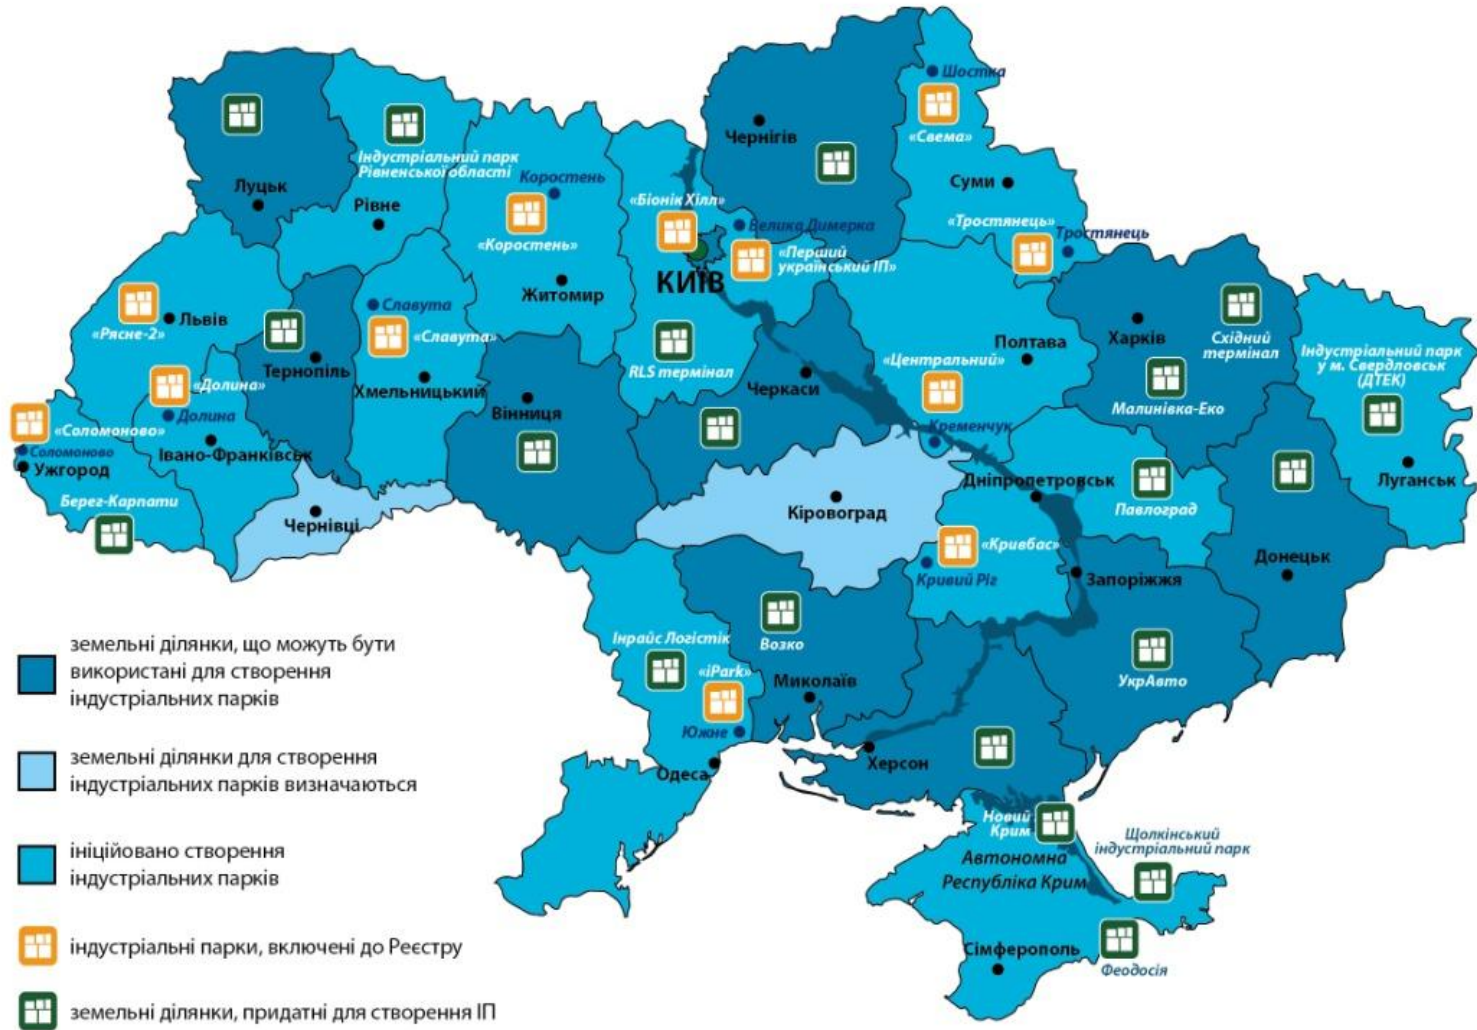 Шостка
«Свема»
Чернігів
Індустріальний парк
Рівненської області
Луцьк
Рівне
Коростень
«Коростень»
Житомир
«Біонік Хілл»
Велика Димерка
«Перший
український ІП»
КИЇВ
Суми
«Тростянець»
Тростянець
«Рясне-2»
Львів
Славута
«Славута»
Тернопіль
Хмельницький
RLS термінал
Черкаси
«Центральний»
Полтава
Харків
Східний
термінал
Малинівка-Еко
Індустріальний парк
у м. Свердловськ
(ДТЕК)
Луганськ
«Долина»
Долина
«Соломоново»
Соломоново
Ужгород
Івано-Франківськ
Берег-Карпати
Чернівці
Вінниця
Кременчук
Кіровоград
Дніпропетровськ
Павлоград
«Кривбас»
Кривий Ріг
Запоріжжя
Донецьк
Інрайс Логістік
«iPark»
Южне
Одеса
Возко
Миколаїв
УкрАвто
Херсон
Новий
Крим
Автономна
Республіка Крим
Щолкінський
індустріальний парк
Сімферополь
Феодосія
земельні ділянки, що можуть бути
використані для створення
індустріальних парків
земельні ділянки для створення
індустріальних парків визначаються
ініційовано створення
індустріальних парків
індустріальні парки, включені до Реєстру
земельні ділянки, придатні для створення ІП